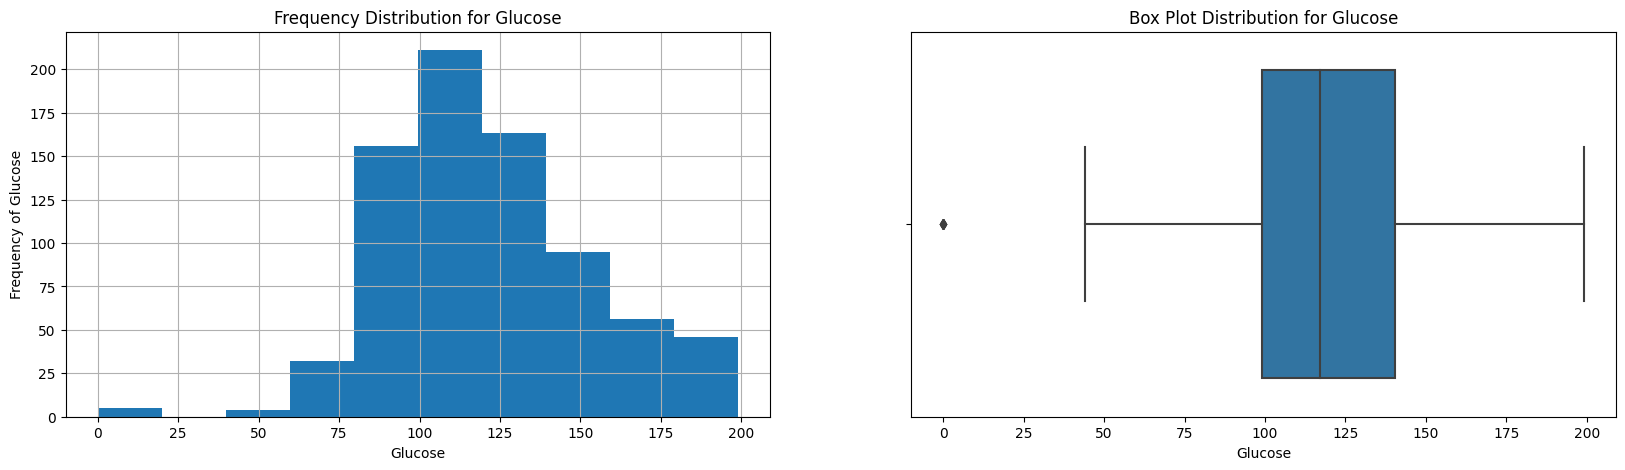 Frequency Distribution for Glucose
Frequency of Glucose
200
175
150
125
100
75
50
25
0
0 25 50 75 100 125 150 175 200
Glucose
Box Plot Distribution for Glucose
0 25 50 75 100 125 150 175 200
Glucose